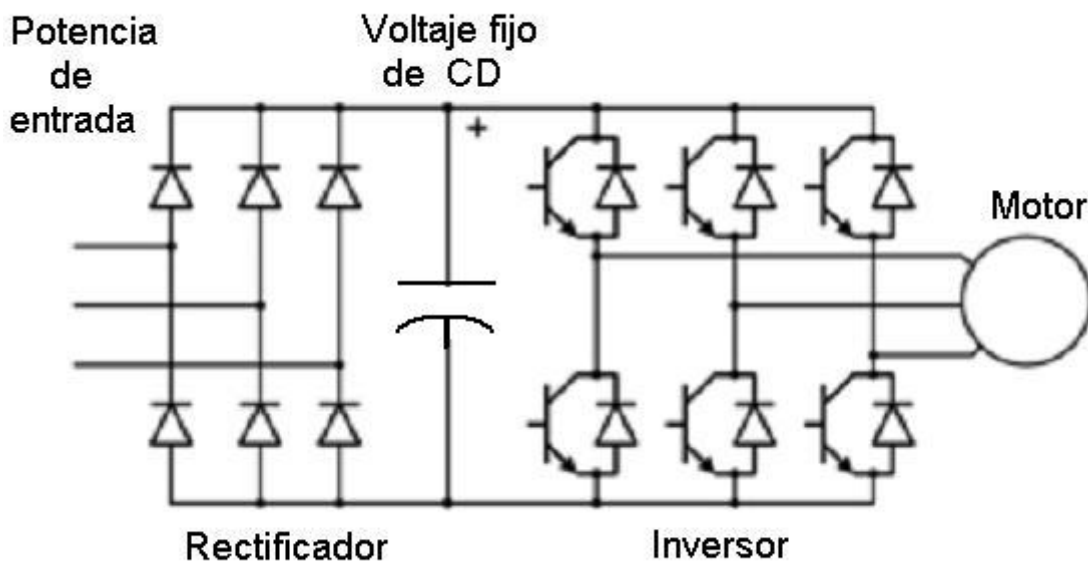 Potencia
de
entrada
Voltaje fijo
de CD
+
Motor
Rectificador
Inversor